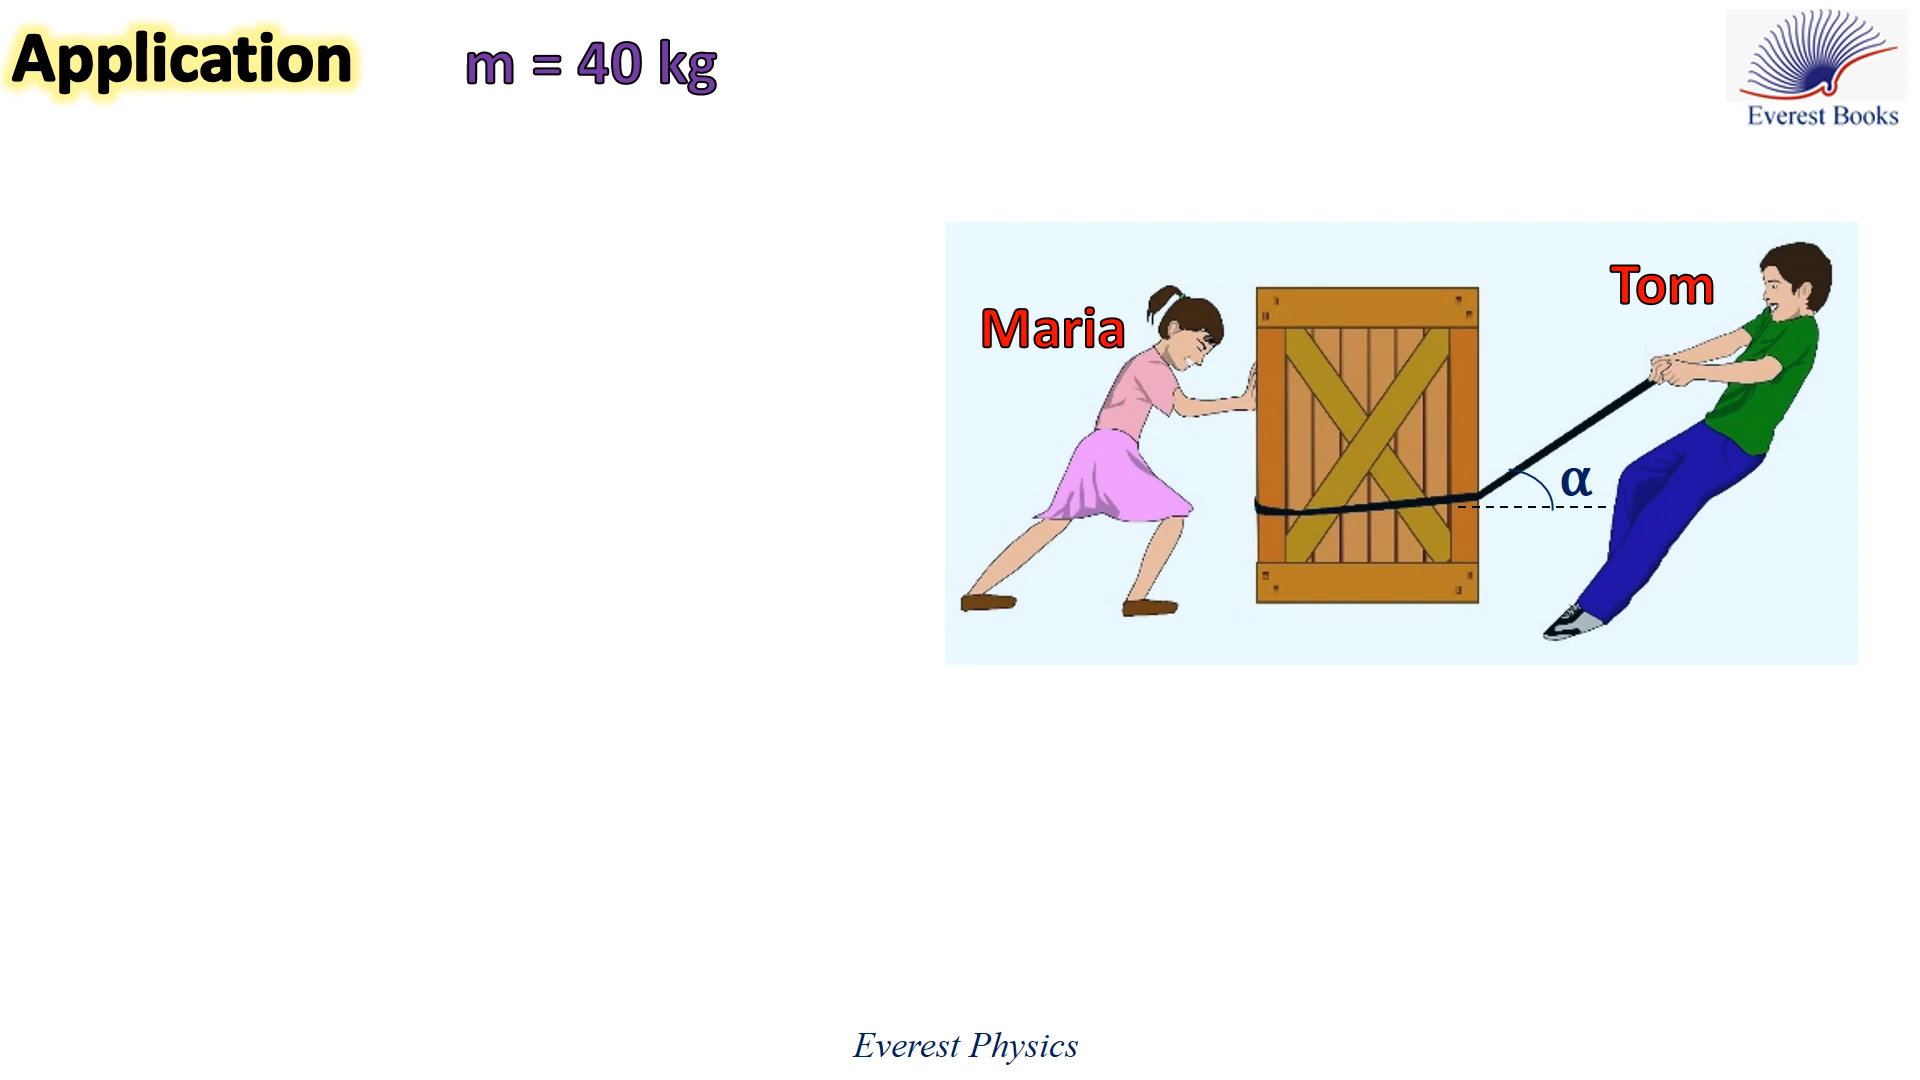 Application
m = 40 kg
Everest Books
Tom
Maria
α
Everest Physics